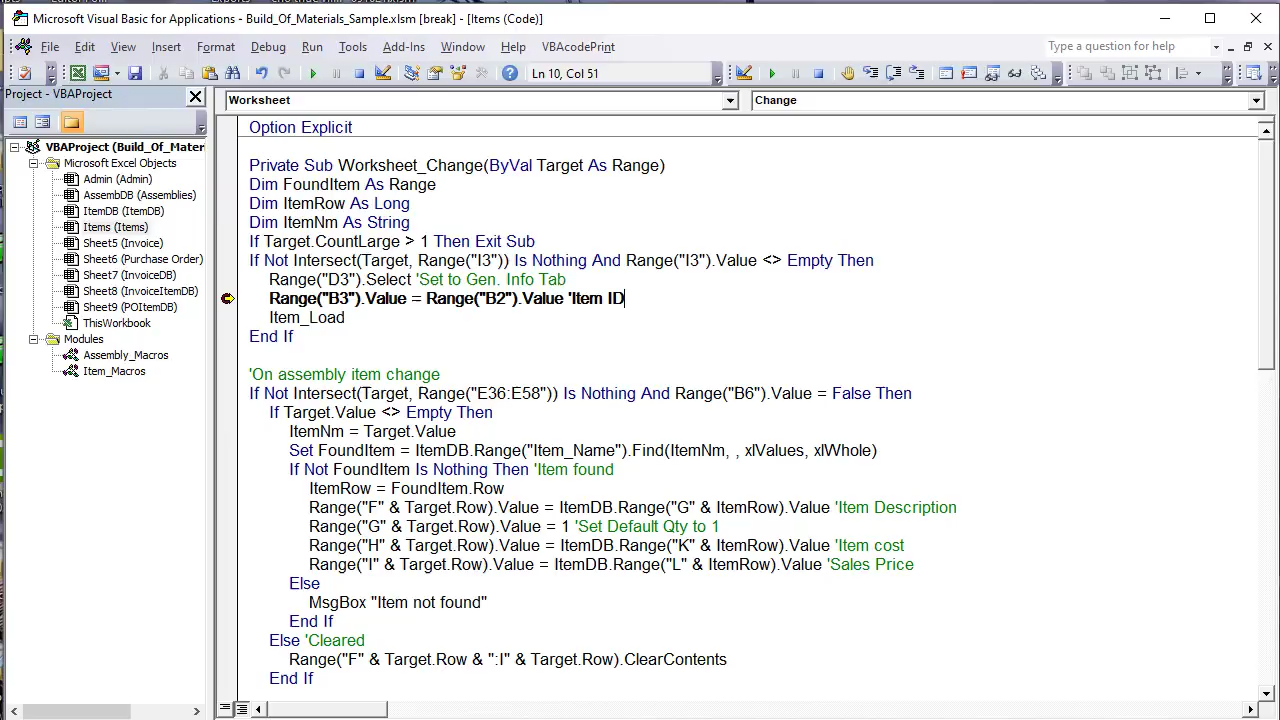 Microsoft Visual Basic for Applications - Build_Of_Materials_Sample.xlsm [break] - [Items (Code)]
File Edit View Insert Format Debug Run Tools Add-Ins Window Help VBAcodePrint
Type a question for help
Ln 10, Col 51
Project - VBAProject
Worksheet
Change
VBAProject (Build_Of_Mater
Microsoft Excel Objects
Admin (Admin)
AssembDB (Assemblies)
ItemDB (ItemDB)
Items (Items)
Sheet5 (Invoice)
Sheet6 (Purchase Order)
Sheet7 (InvoiceDB)
Sheet8 (InvoiceItemDB)
Sheet9 (POItemDB)
ThisWorkbook
Modules
Assembly_Macros
Item_Macros
Option Explicit
Private Sub Worksheet_Change(ByVal Target As Range)
Dim FoundItem As Range
Dim ItemRow As Long
Dim ItemNm As String
If Target.CountLarge > 1 Then Exit Sub
If Not Intersect(Target, Range("I3")) Is Nothing And Range("I3").Value <> Empty Then
Range("D3").Select 'Set to Gen. Info Tab
Range("B3").Value = Range("B2").Value 'Item ID
Item_Load
End If
'On assembly item change
If Not Intersect(Target, Range("E36:E58")) Is Nothing And Range("B6").Value = False Then
If Target.Value <> Empty Then
ItemNm = Target.Value
Set FoundItem = ItemDB.Range("Item_Name").Find(ItemNm, , xlValues, xlWhole)
If Not FoundItem Is Nothing Then 'Item found
ItemRow = FoundItem.Row
Range("F" & Target.Row).Value = ItemDB.Range("G" & ItemRow).Value 'Item Description
Range("G" & Target.Row).Value = 1 'Set Default Qty to 1
Range("H" & Target.Row).Value = ItemDB.Range("K" & ItemRow).Value 'Item cost
Range("I" & Target.Row).Value = ItemDB.Range("L" & ItemRow).Value 'Sales Price
Else
MsgBox "Item not found"
End If
Else 'Cleared
Range("F" & Target.Row & ":I" & Target.Row).ClearContents
End If